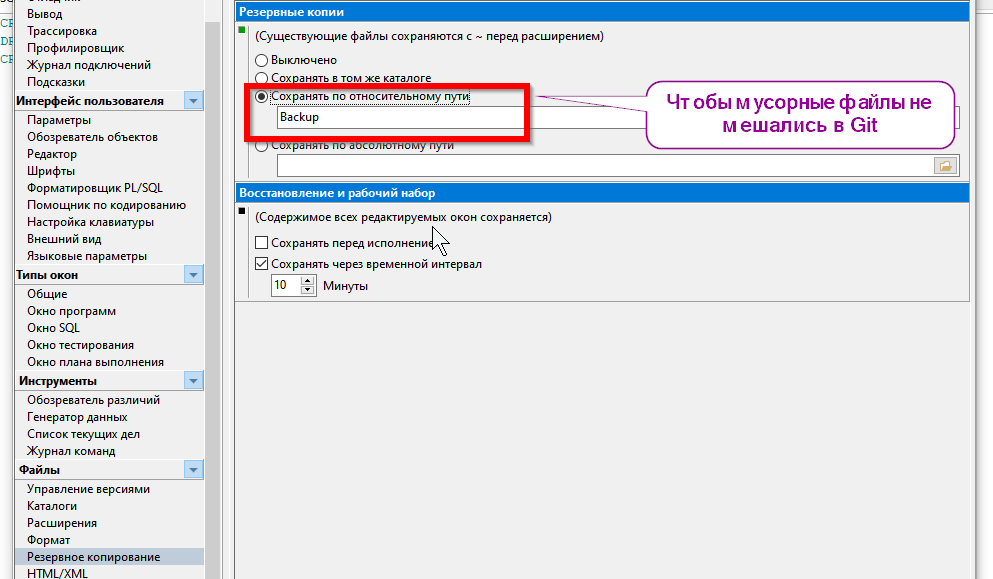 Вывод
Трассировка
Профилировщик
Журнал подключений
Подсказки
Интерфейс пользователя
Параметры
Обозреватель объектов
Редактор
Шрифты
Форматировщик PL/SQL
Помощник по кодированию
Настройка клавиатуры
Внешний вид
Языковые параметры
Типы окон
Общие
Окно программ
Окно SQL
Окно тестирования
Окно плана выполнения
Инструменты
Обозреватель различий
Генератор данных
Список текущих дел
Журнал команд
Файлы
Управление версиями
Каталоги
Расширения
Формат
Резервное копирование
HTML/XML
Резервные копии
(Существующие файлы сохраняются с ~ перед расширением)
Выключено
Сохранять в том же каталоге
Сохранять по относительному пути
Backup
Сохранять по абсолютному пути
Чтобы мусорные файлы не
мешались в Git
Восстановление и рабочий набор
(Содержимое всех редактируемых окон сохраняется)
Сохранять перед исполнение
Сохранять через временной интервал
10 Минуты